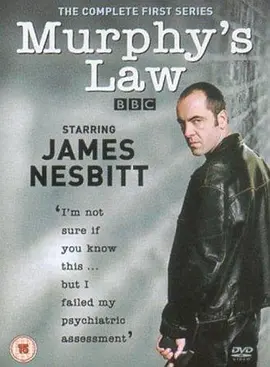 THE COMPLETE FIRST SERIES
Murphy's
Law
BBC
STARRING
JAMES
NESBITT
'I'm not
sure if
you know
this ...
but I
failed my
psychiatric
assessment'
15
DVD
VIDEO